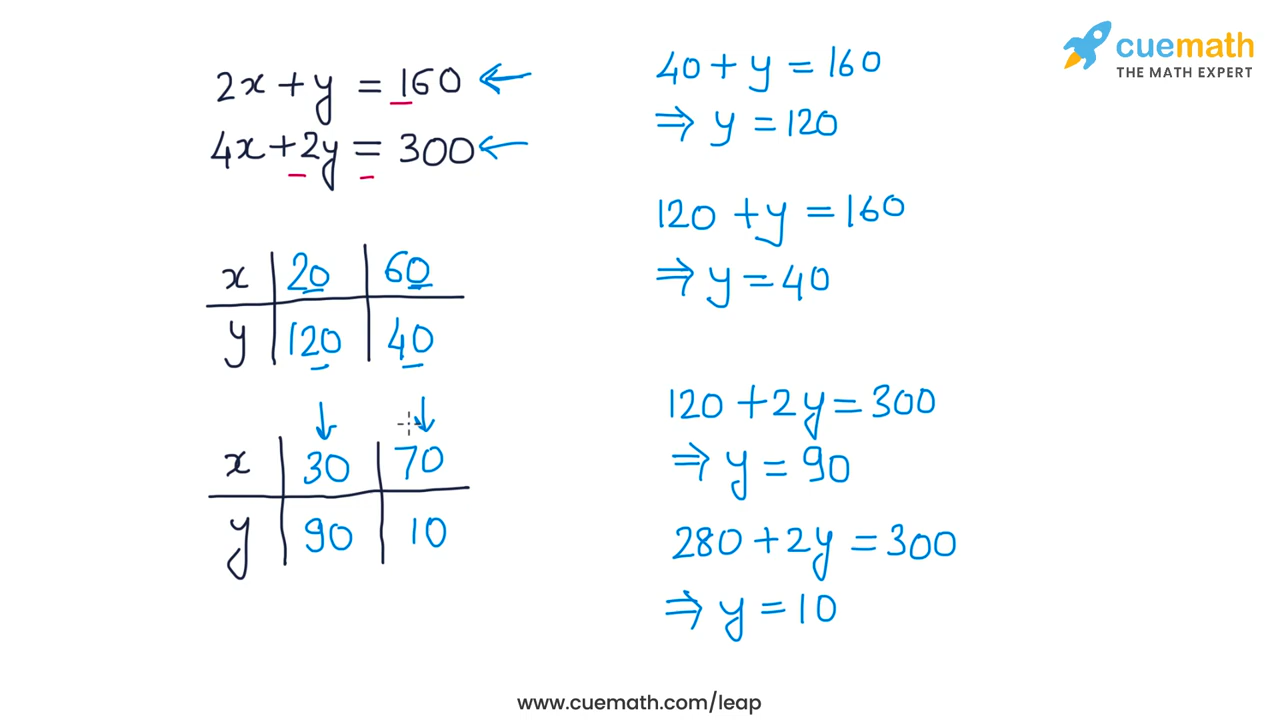 2x + y = 160 ←
4x + 2y = 300 ←
x | 20 | 60
y | 120 | 40
↓ ↓
x | 30 | 70
y | 90 | 10
40 + y = 160
⇒ y = 120
120 + y = 160
⇒ y = 40
120 + 2y = 300
⇒ y = 90
280 + 2y = 300
⇒ y = 10
cuemath
THE MATH EXPERT
www.cuemath.com/leap